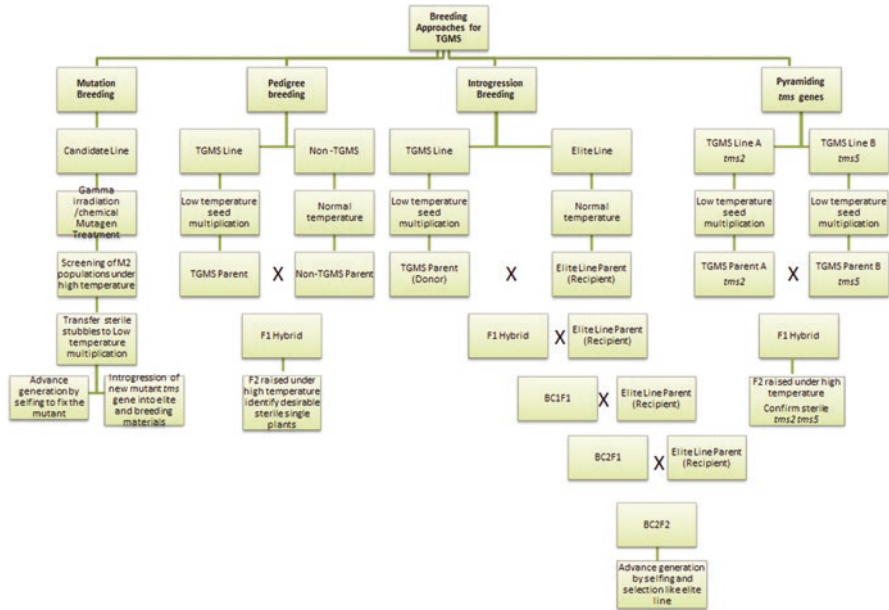 Breeding
Approaches for
TGMS
Mutation
Breeding
Candidate Line
Gamma
irradiation
/chemical
Mutagen
Treatment
Screening of M2
populations under
high temperature
Transfer sterile
stubbles to Low
temperature
multiplication
Advance
generation by
selfing to fix the
mutant
Introgression of
new mutant tms
gene into elite
and breeding
materials
Pedigree
breeding
TGMS Line
Non -TGMS
Low temperature
seed
multiplication
Normal
temperature
TGMS Parent
X
Non-TGMS Parent
F1 Hybrid
F2 raised under
high temperature
identify desirable
sterile single
plants
Introgression
Breeding
TGMS Line
Elite Line
Low temperature
seed
multiplication
Normal
temperature
TGMS Parent
(Donor)
X
Elite Line Parent
(Recipient)
F1 Hybrid
X
Elite Line Parent
(Recipient)
BC1F1
X
Elite Line Parent
(Recipient)
BC2F1
X
Elite Line Parent
(Recipient)
BC2F2
Advance generation
by selfing and
selection like elite
line
Pyramiding
tms genes
TGMS Line A
tms2
TGMS Line B
tms5
Low temperature
seed
multiplication
Low temperature
seed
multiplication
TGMS Parent A
tms2
X
TGMS Parent B
tms5
F1 Hybrid
F2 raised under high
temperature
Confirm sterile
tms2 tms5